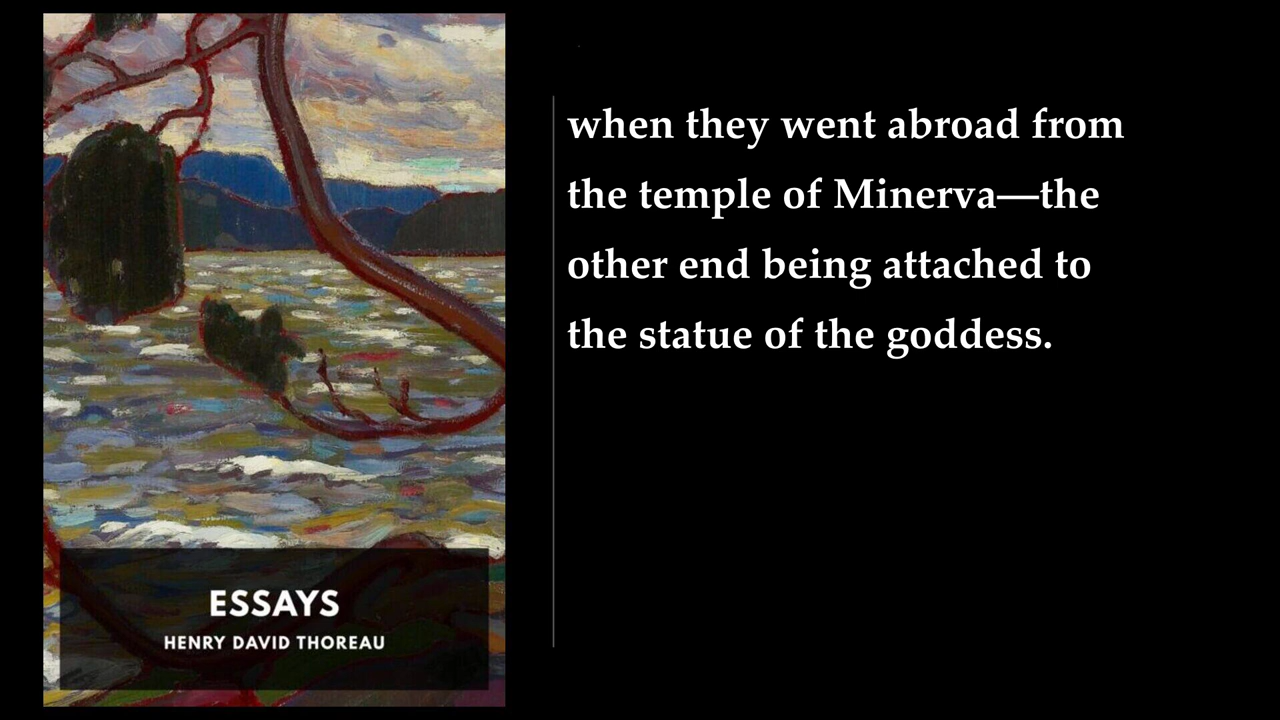 when they went abroad from
the temple of Minerva—the
other end being attached to
the statue of the goddess.
ESSAYS
HENRY DAVID THOREAU